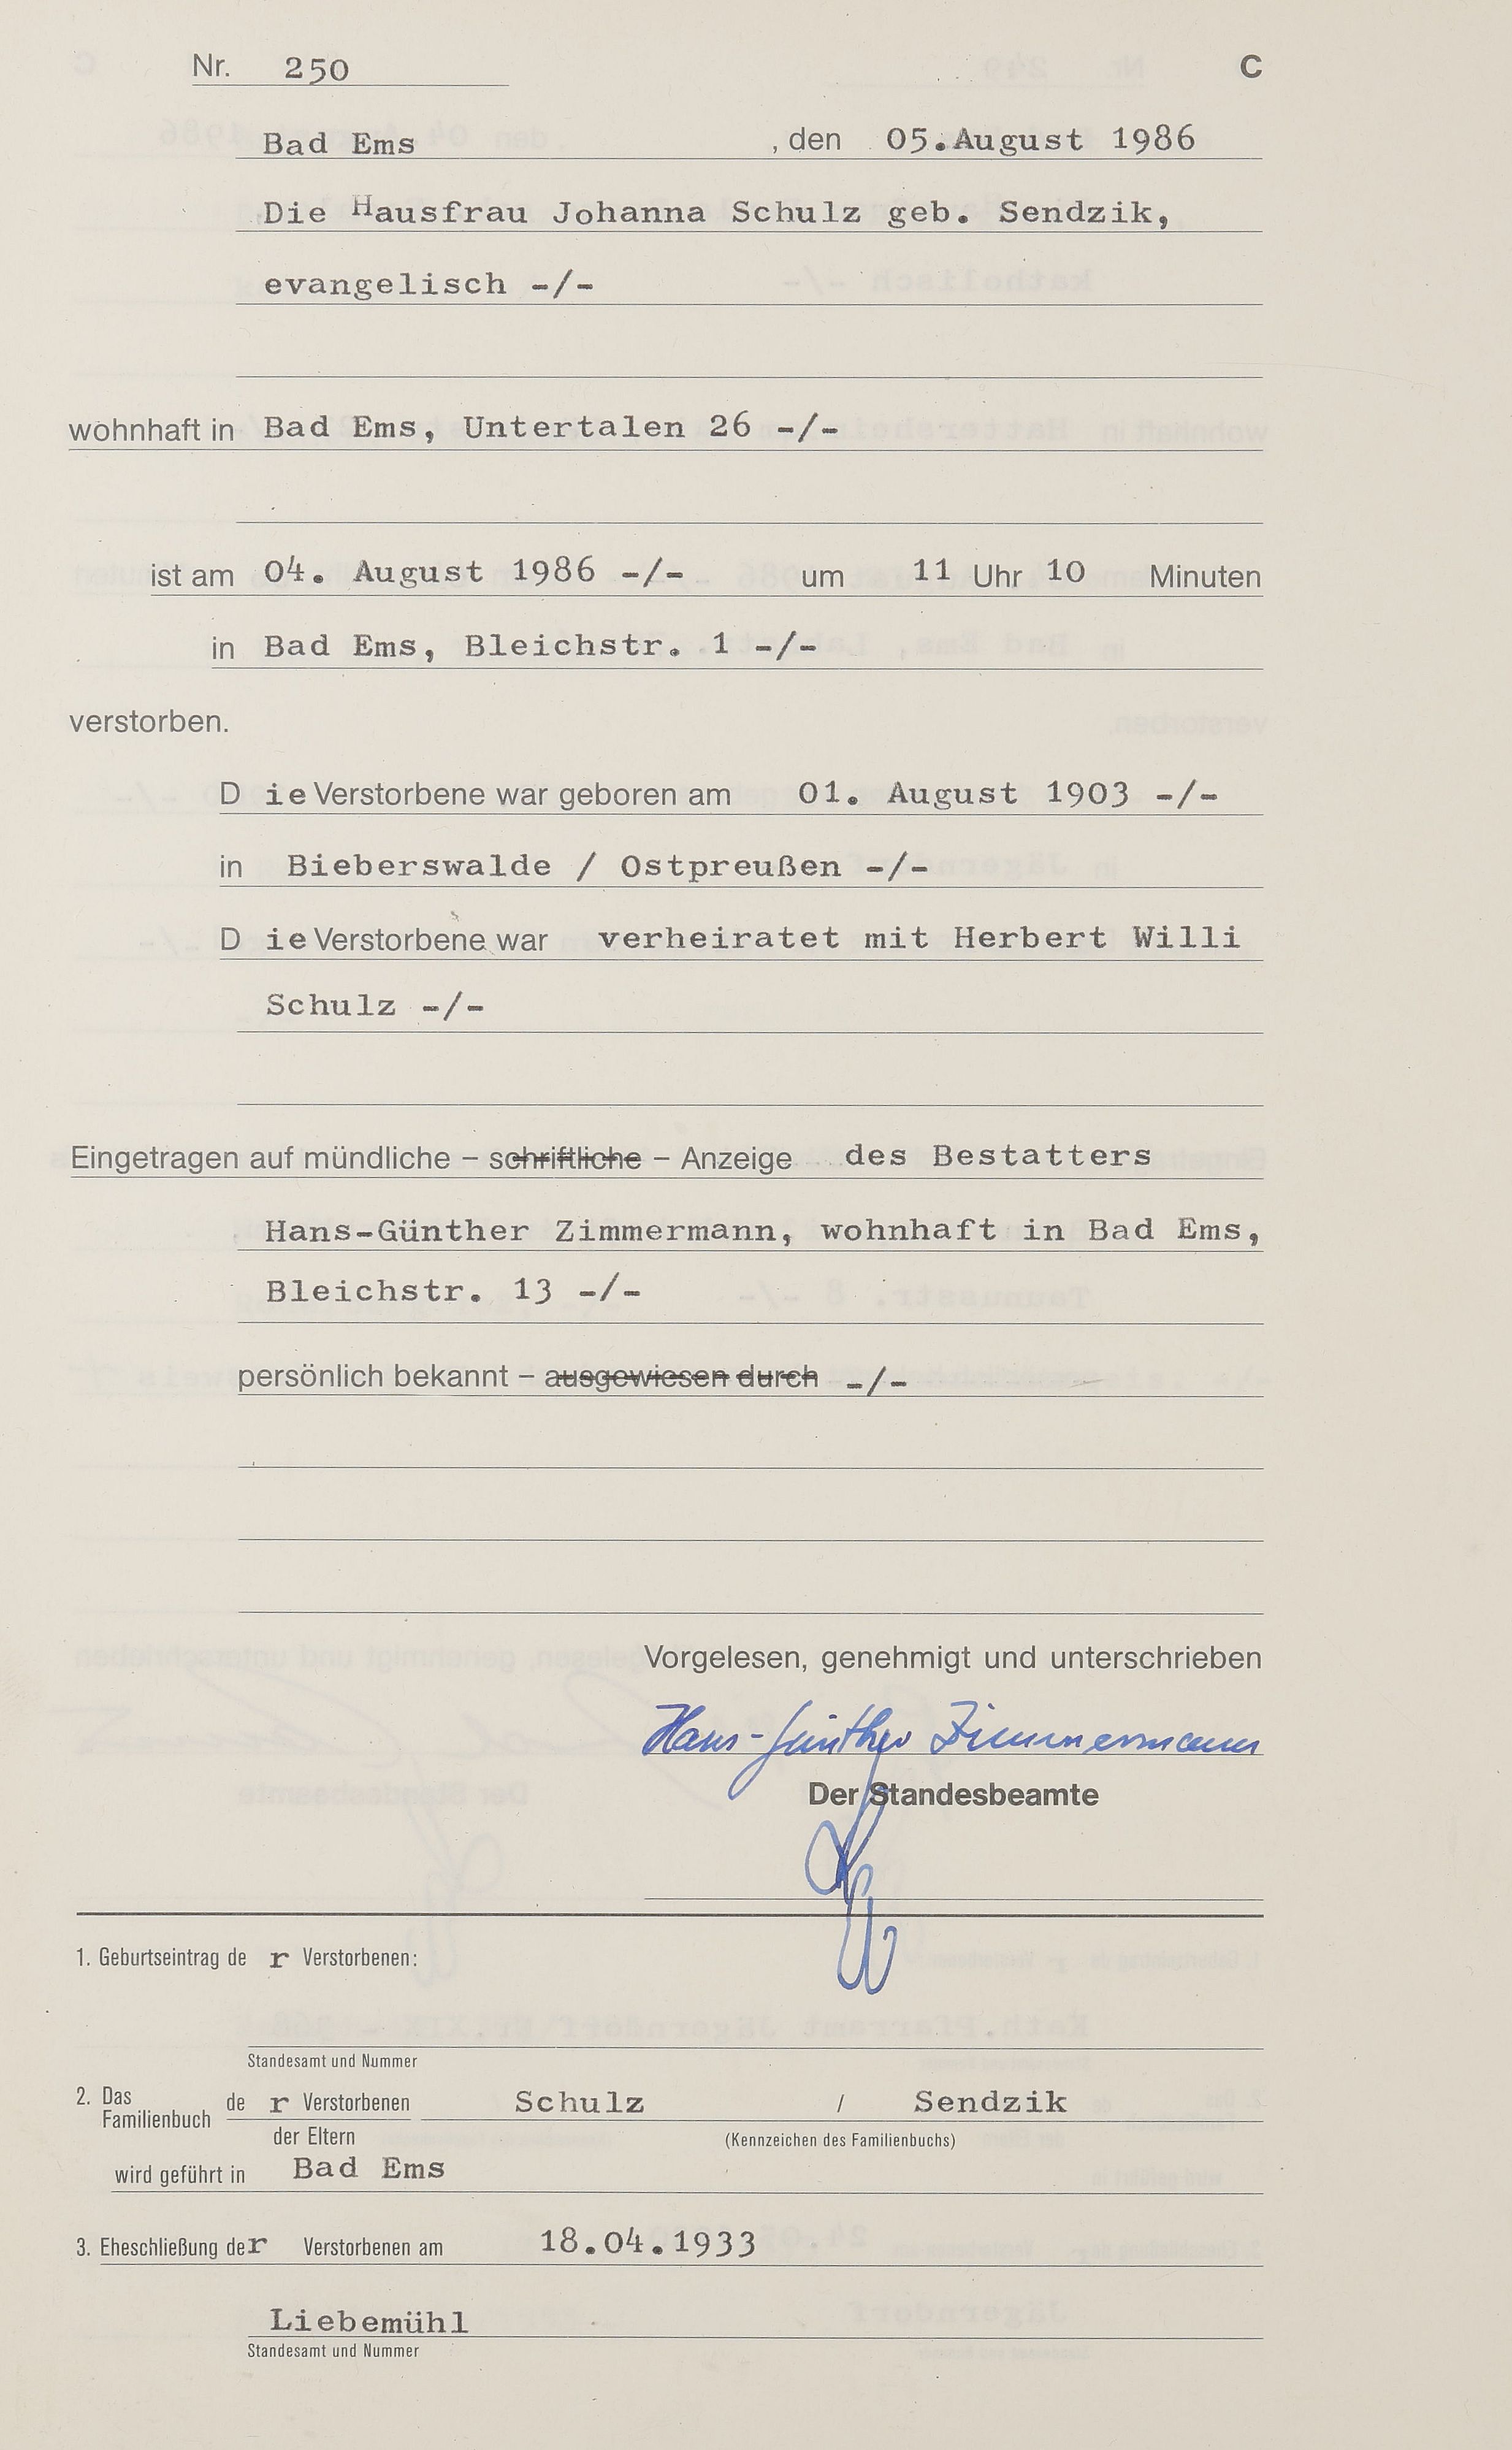 Nr. 250 C
Bad Ems , den 05.August 1986
Die Hausfrau Johanna Schulz geb. Sendzik,
evangelisch -/-
wohnhaft in Bad Ems, Untertalen 26 -/-
ist am 04. August 1986 -/- um 11 Uhr 10 Minuten
in Bad Ems, Bleichstr. 1 -/-
verstorben.
D ie Verstorbene war geboren am 01. August 1903 -/-
in Bieberswalde / Ostpreußen -/-
D ie Verstorbene war verheiratet mit Herbert Willi
Schulz -/-
Eingetragen auf mündliche – schriftliche – Anzeige des Bestatters
Hans-Günther Zimmermann, wohnhaft in Bad Ems,
Bleichstr. 13 -/-
persönlich bekannt – ausgewiesen durch -/-
Vorgelesen, genehmigt und unterschrieben
Hans-Günther Zimmermann
Der Standesbeamte
1. Geburtseintrag de r Verstorbenen:
Standesamt und Nummer
2. Das Familienbuch de r Verstorbenen Schulz / Sendzik
der Eltern (Kennzeichen des Familienbuchs)
wird geführt in Bad Ems
3. Eheschließung der Verstorbenen am 18.04.1933
Liebemühl
Standesamt und Nummer